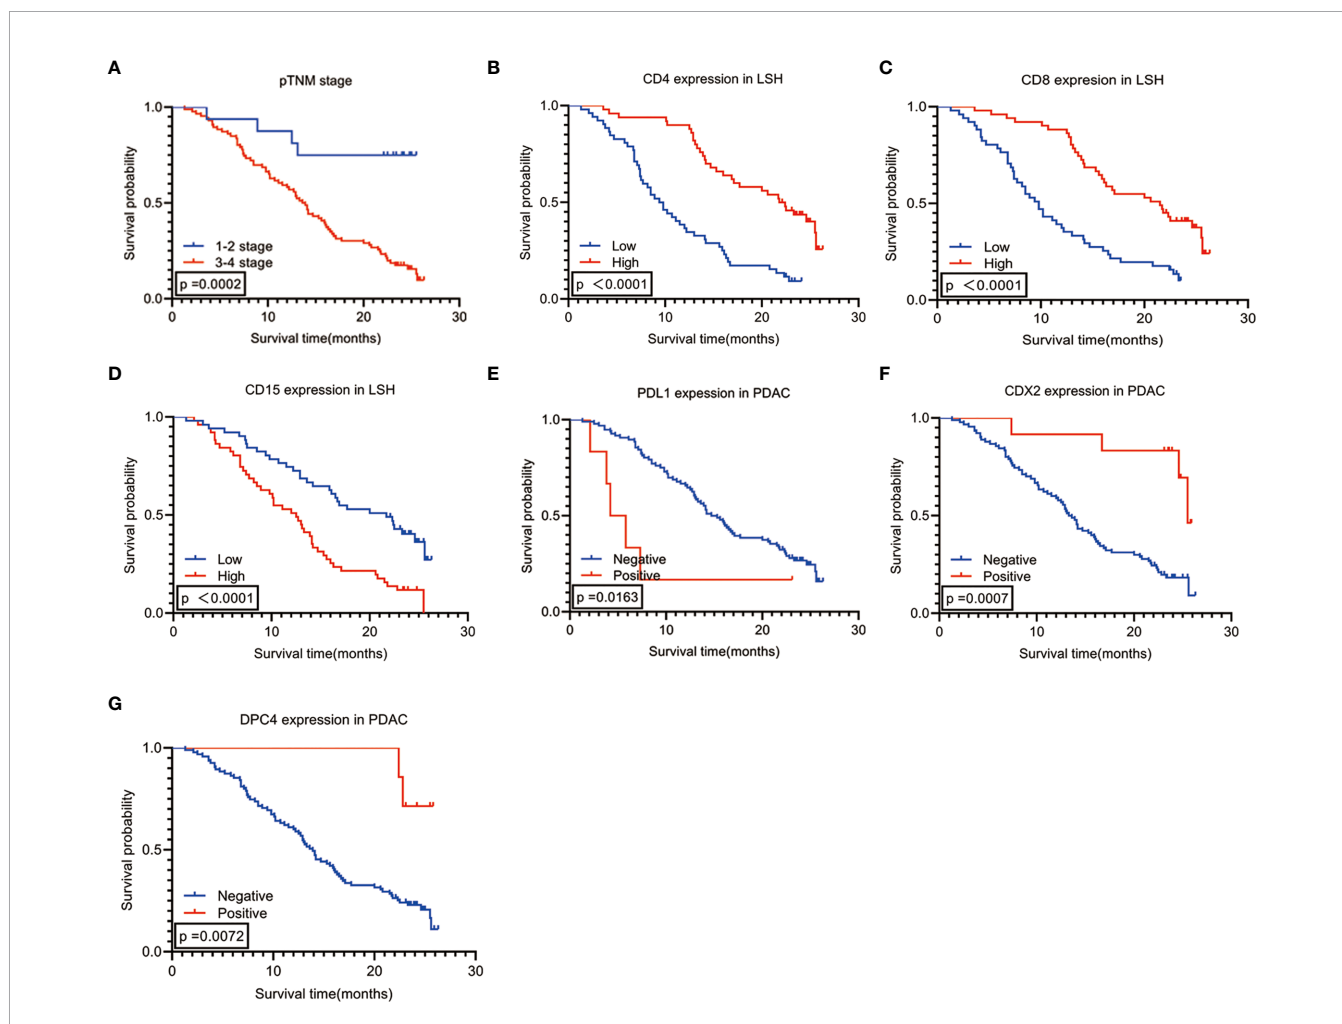 A
pTNM stage
Survival probability
1.0
0.5
0.0
1-2 stage
3-4 stage
p =0.0002
0 10 20 30
Survival time(months)
B
CD4 expression in LSH
Survival probability
1.0
0.5
0.0
Low
High
p <0.0001
0 10 20 30
Survival time(months)
C
CD8 expresion in LSH
Survival probability
1.0
0.5
0.0
Low
High
p <0.0001
0 10 20 30
Survival time(months)
D
CD15 expression in LSH
Survival probability
1.0
0.5
0.0
Low
High
p <0.0001
0 10 20 30
Survival time(months)
E
PDL1 expession in PDAC
Survival probability
1.0
0.5
0.0
Negative
Positive
p =0.0163
0 10 20 30
Survival time(months)
F
CDX2 expression in PDAC
Survival probability
1.0
0.5
0.0
Negative
Positive
p =0.0007
0 10 20 30
Survival time(months)
G
DPC4 expression in PDAC
Survival probability
1.0
0.5
0.0
Negative
Positive
p =0.0072
0 10 20 30
Survival time(months)